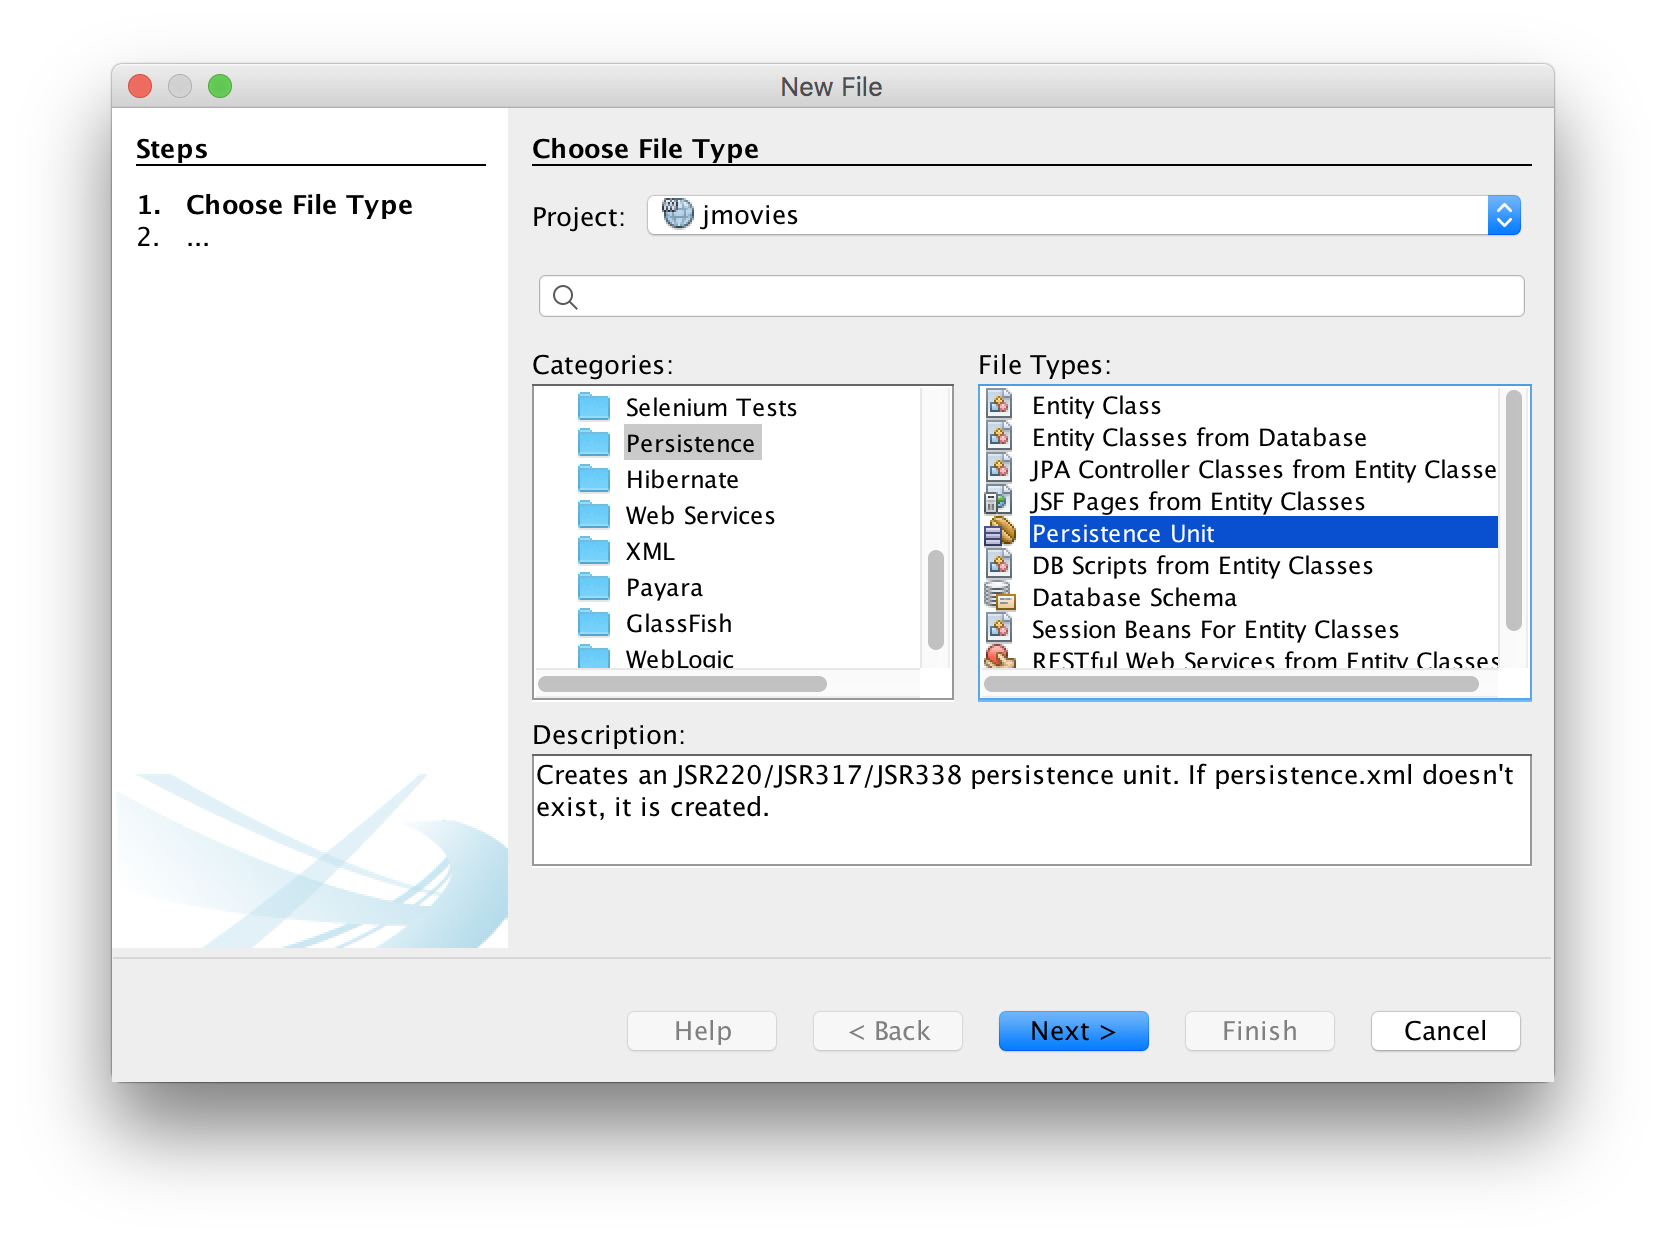 New File
Steps
1. Choose File Type
2. ...
Choose File Type
Project: jmovies
Categories:
Selenium Tests
Persistence
Hibernate
Web Services
XML
Payara
GlassFish
WebLogic
File Types:
Entity Class
Entity Classes from Database
JPA Controller Classes from Entity Classe
JSF Pages from Entity Classes
Persistence Unit
DB Scripts from Entity Classes
Database Schema
Session Beans For Entity Classes
RESTful Web Services from Entity Classes
Description:
Creates an JSR220/JSR317/JSR338 persistence unit. If persistence.xml doesn't
exist, it is created.
Help < Back Next > Finish Cancel